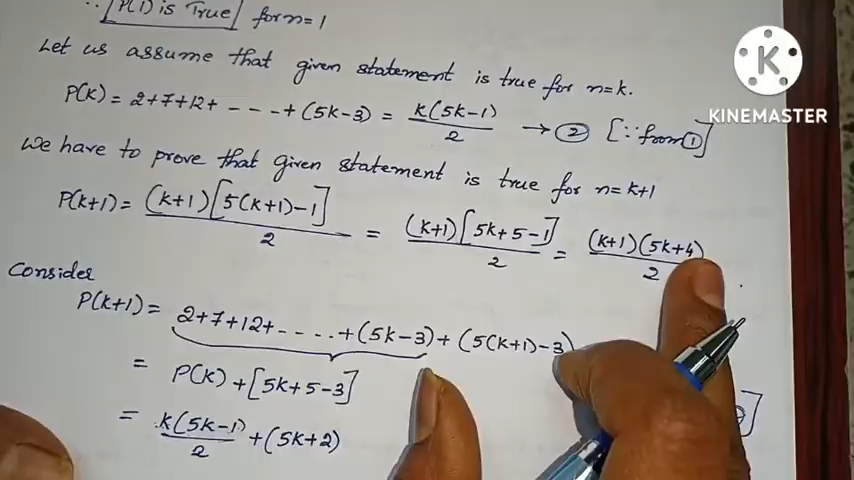 ∴ [P(1) is True] for n=1
Let us assume that given statement is true for n=k.
P(k) = 2+7+12+ - - - - + (5k-3) = k(5k-1)/2 → ② [∵ from ①]
We have to prove that given statement is true for n=k+1
P(k+1) = (k+1)[5(k+1)-1]/2 = (k+1)[5k+5-1]/2 = (k+1)(5k+4)/2
Consider
P(k+1) = 2+7+12+ - - - - . . + (5k-3) + (5(k+1)-3)
= P(k) + [5k+5-3]
= k(5k-1)/2 + (5k+2)
K
KINEMASTER